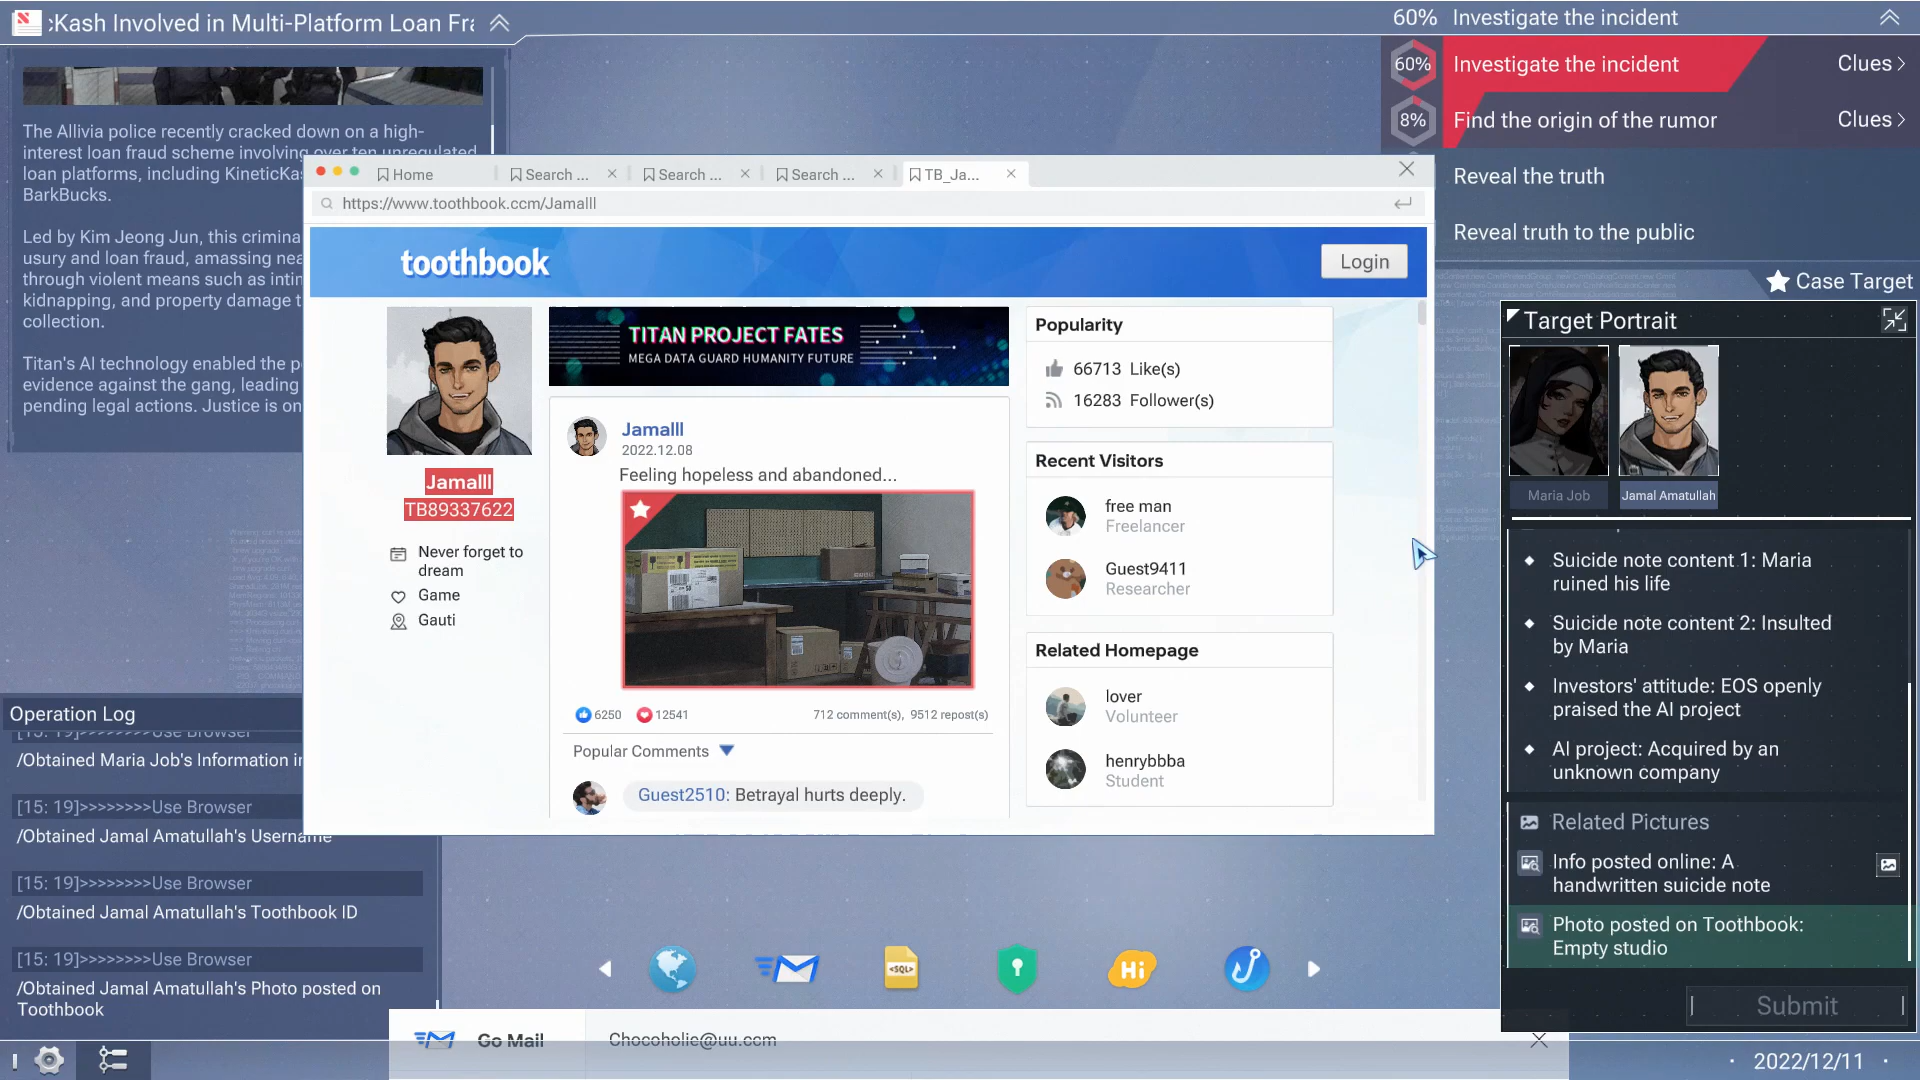 :Kash Involved in Multi-Platform Loan Fra
The Allivia police recently cracked down on a high-
interest loan fraud scheme involving over ten unregulated
loan platforms, including KineticKas
BarkBucks.
Led by Kim Jeong Jun, this crimina
usury and loan fraud, amassing nea
through violent means such as intin
kidnapping, and property damage t
collection.
Titan's AI technology enabled the p
evidence against the gang, leading
pending legal actions. Justice is on
Operation Log
[15: 19]>>>>>>>>Use Browser
/Obtained Maria Job's Information in
[15: 19]>>>>>>>>Use Browser
/Obtained Jamal Amatullah's Username
[15: 19]>>>>>>>>Use Browser
/Obtained Jamal Amatullah's Toothbook ID
[15: 19]>>>>>>>>Use Browser
/Obtained Jamal Amatullah's Photo posted on
Toothbook
Home
Search ...
Search ...
Search ...
TB_Ja...
https://www.toothbook.ccm/Jamalll
toothbook
Login
Jamalll
TB89337622
Never forget to
dream
Game
Gauti
TITAN PROJECT FATES
MEGA DATA GUARD HUMANITY FUTURE
Jamalll
2022.12.08
Feeling hopeless and abandoned...
6250
12541
712 comment(s), 9512 repost(s)
Popular Comments
Guest2510: Betrayal hurts deeply.
Popularity
66713 Like(s)
16283 Follower(s)
Recent Visitors
free man
Freelancer
Guest9411
Researcher
Related Homepage
lover
Volunteer
henrybbba
Student
60% Investigate the incident
60% Investigate the incident Clues
8% Find the origin of the rumor Clues
Reveal the truth
Reveal truth to the public
Case Target
Target Portrait
Maria Job
Jamal Amatullah
Suicide note content 1: Maria
ruined his life
Suicide note content 2: Insulted
by Maria
Investors' attitude: EOS openly
praised the AI project
AI project: Acquired by an
unknown company
Related Pictures
Info posted online: A
handwritten suicide note
Photo posted on Toothbook:
Empty studio
Submit
<SQL>
Hi
Go Mail
Chocoholie@uu.ccm
2022/12/11